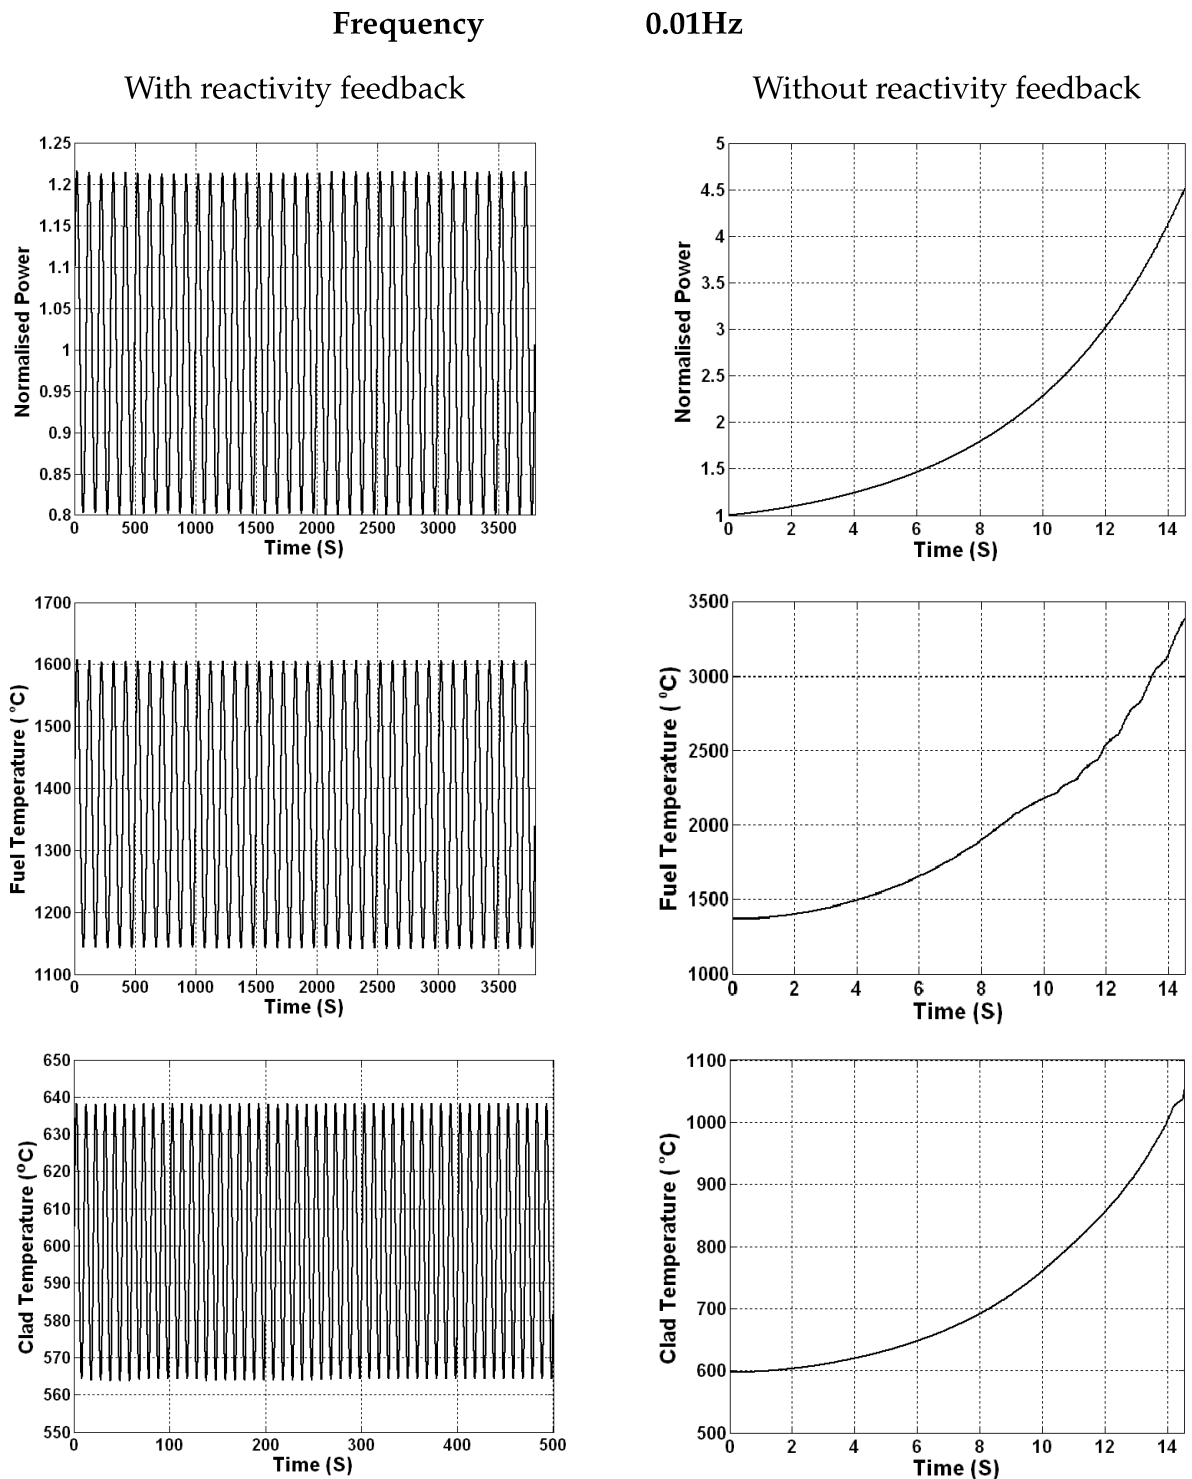 Frequency 0.01Hz
With reactivity feedback Without reactivity feedback
1.25
1.2
1.15
1.1
1.05
1
0.95
0.9
0.85
0.8
Normalised Power
0 500 1000 1500 2000 2500 3000 3500
Time (S)
5
4.5
4
3.5
3
2.5
2
1.5
1
Normalised Power
0 2 4 6 8 10 12 14
Time (S)
1700
1600
1500
1400
1300
1200
1100
Fuel Temperature ( °C)
0 500 1000 1500 2000 2500 3000 3500
Time (S)
3500
3000
2500
2000
1500
1000
Fuel Temperature ( °C)
0 2 4 6 8 10 12 14
Time (S)
650
640
630
620
610
600
590
580
570
560
550
Clad Temperature (°C)
0 100 200 300 400 500
Time (S)
1100
1000
900
800
700
600
500
Clad Temperature ( °C)
0 2 4 6 8 10 12 14
Time (S)